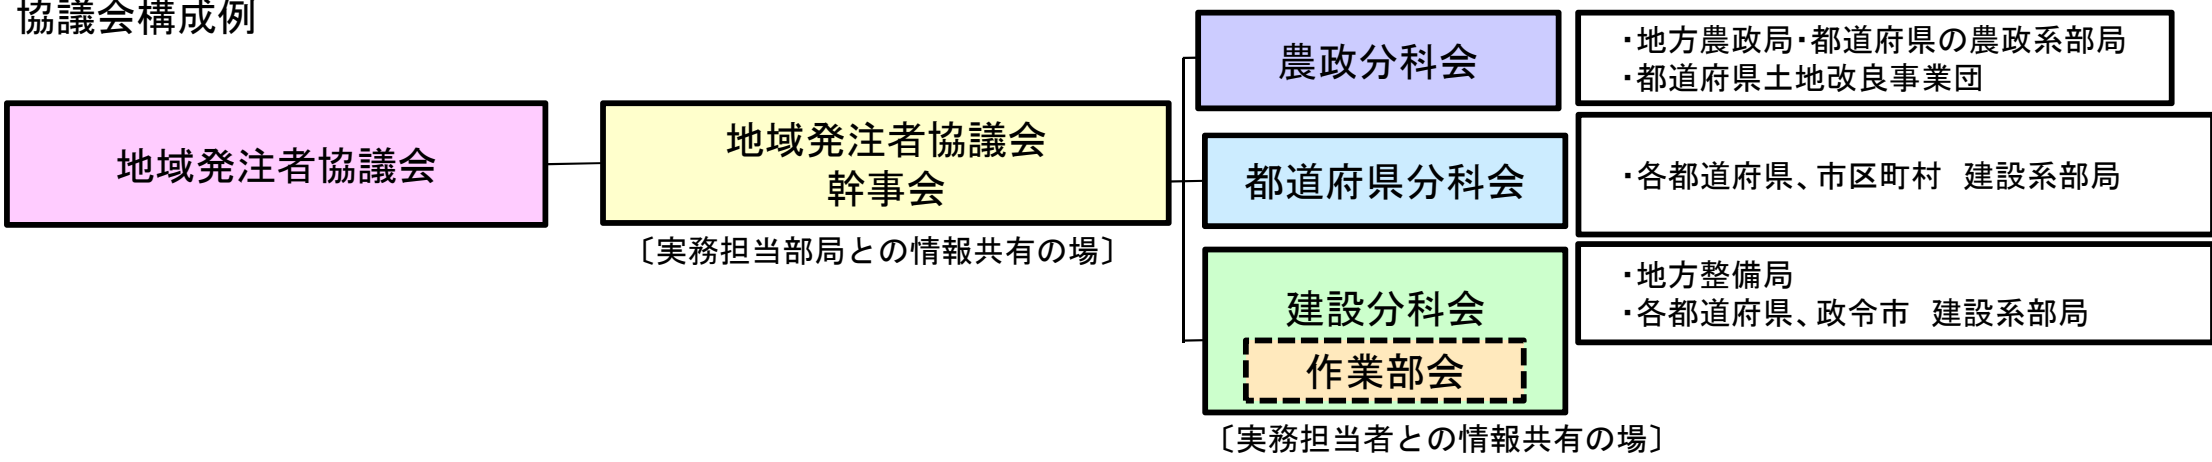 協議会構成例
地域発注者協議会
地域発注者協議会
幹事会
〔実務担当部局との情報共有の場〕
農政分科会
・地方農政局・都道府県の農政系部局
・都道府県土地改良事業団
都道府県分科会
・各都道府県、市区町村　建設系部局
建設分科会
作業部会
・地方整備局
・各都道府県、政令市　建設系部局
〔実務担当者との情報共有の場〕